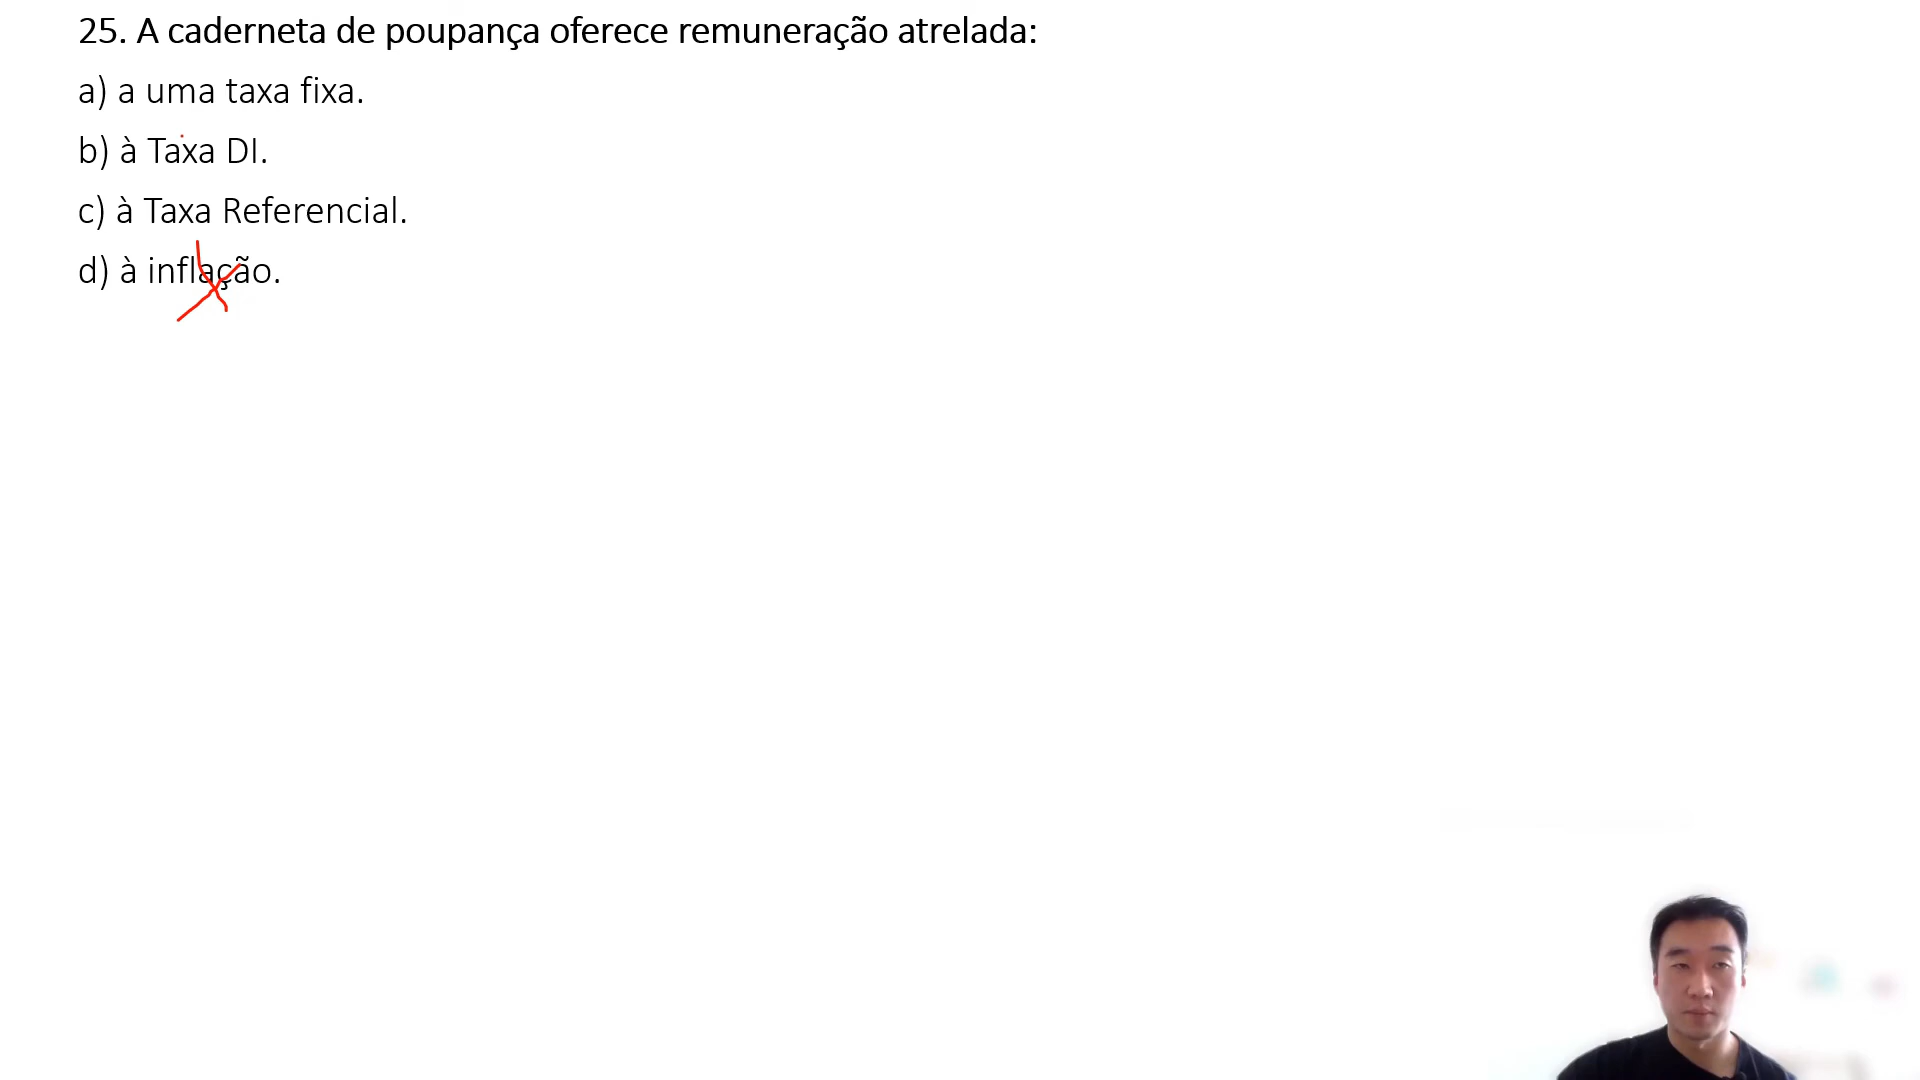 25. A caderneta de poupança oferece remuneração atrelada:
a) a uma taxa fixa.
b) à Taxa DI.
c) à Taxa Referencial.
d) à inflação.